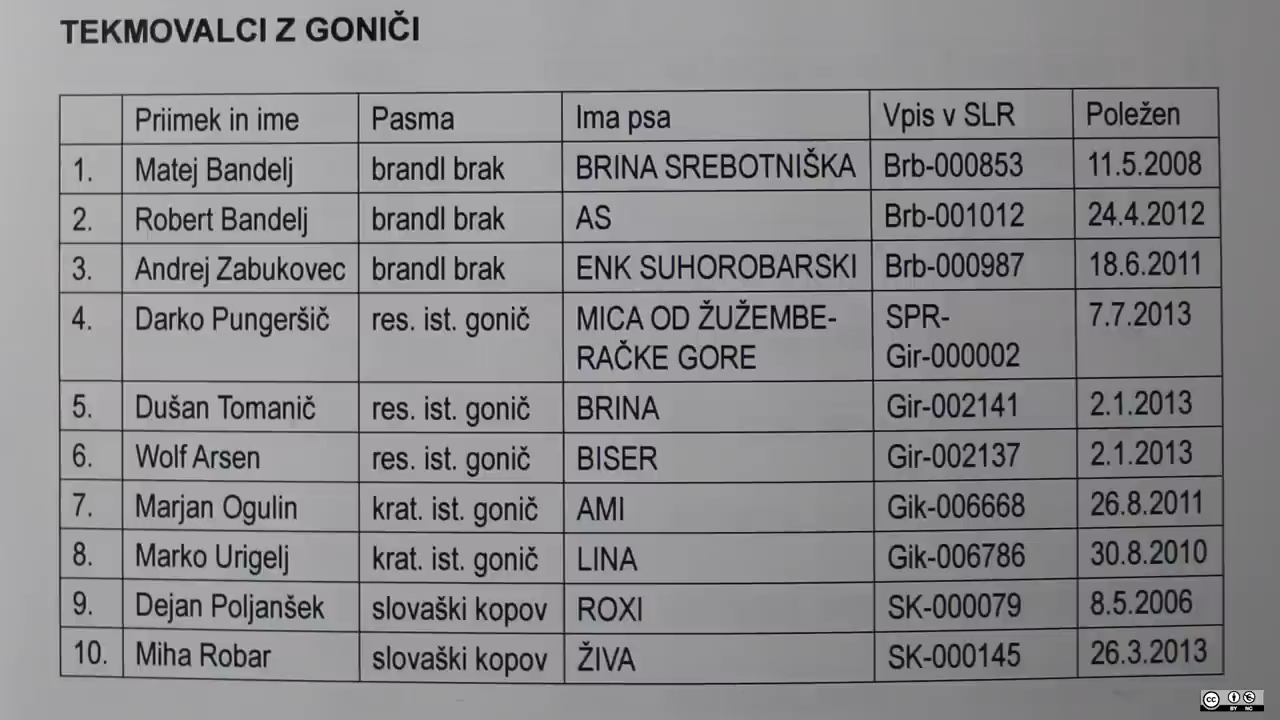 TEKMOVALCI Z GONIČI
Priimek in ime Pasma Ima psa Vpis v SLR Poležen
1. Matej Bandelj brandl brak BRINA SREBOTNIŠKA Brb-000853 11.5.2008
2. Robert Bandelj brandl brak AS Brb-001012 24.4.2012
3. Andrej Zabukovec brandl brak ENK SUHOROBARSKI Brb-000987 18.6.2011
4. Darko Pungeršič res. ist. gonič MICA OD ŽUŽEMBE- SPR- 7.7.2013
RAČKE GORE Gir-000002
5. Dušan Tomanič res. ist. gonič BRINA Gir-002141 2.1.2013
6. Wolf Arsen res. ist. gonič BISER Gir-002137 2.1.2013
7. Marjan Ogulin krat. ist. gonič AMI Gik-006668 26.8.2011
8. Marko Urigelj krat. ist. gonič LINA Gik-006786 30.8.2010
9. Dejan Poljanšek slovaški kopov ROXI SK-000079 8.5.2006
10. Miha Robar slovaški kopov ŽIVA SK-000145 26.3.2013
CC BY NC